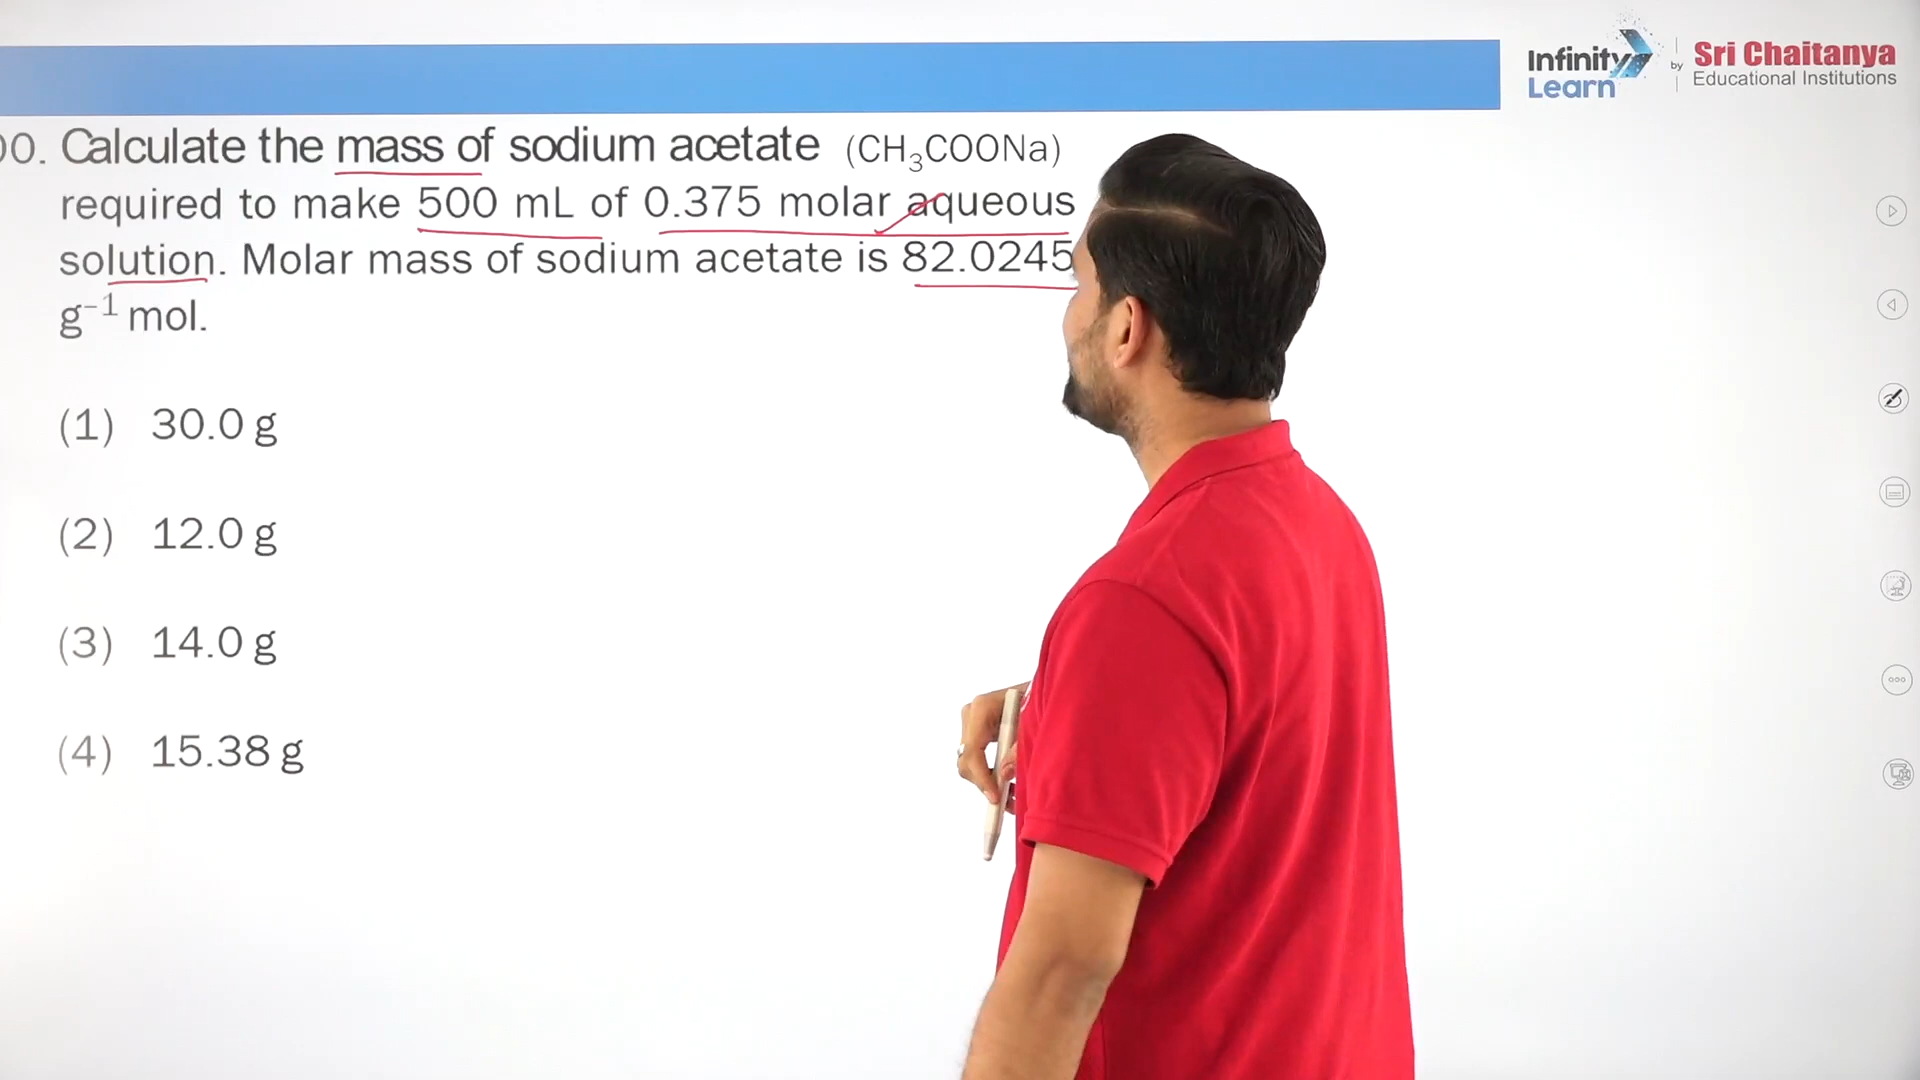 Infinity Learn by Sri Chaitanya Educational Institutions
00. Calculate the mass of sodium acetate (CH₃COONa)
required to make 500 mL of 0.375 molar aqueous
solution. Molar mass of sodium acetate is 82.0245
g⁻¹ mol.
(1) 30.0 g
(2) 12.0 g
(3) 14.0 g
(4) 15.38 g